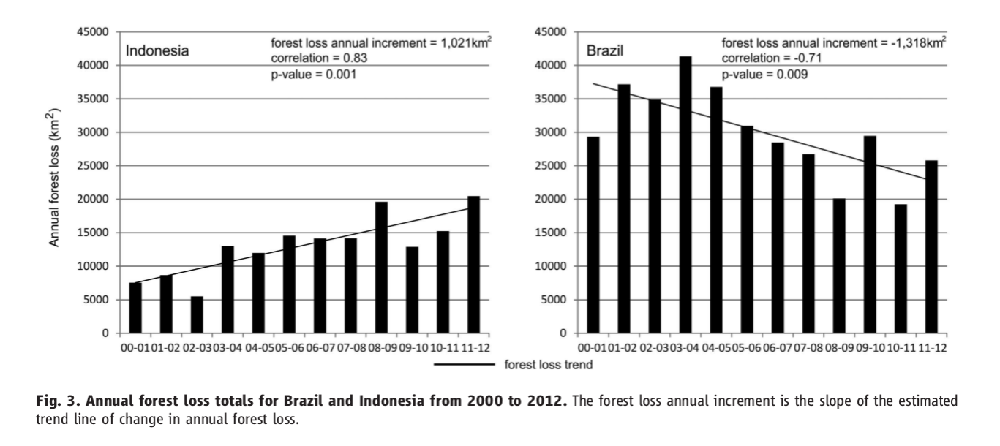 45000
40000
35000
30000
25000
20000
15000
10000
5000
0
Annual forest loss (km2)
Indonesia
forest loss annual increment = 1,021km2
correlation = 0.83
p-value = 0.001
00-01 01-02 02-03 03-04 04-05 05-06 06-07 07-08 08-09 09-10 10-11 11-12
45000
40000
35000
30000
25000
20000
15000
10000
5000
0
Brazil
forest loss annual increment = -1,318km2
correlation = -0.71
p-value = 0.009
00-01 01-02 02-03 03-04 04-05 05-06 06-07 07-08 08-09 09-10 10-11 11-12
forest loss trend
Fig. 3. Annual forest loss totals for Brazil and Indonesia from 2000 to 2012. The forest loss annual increment is the slope of the estimated
trend line of change in annual forest loss.